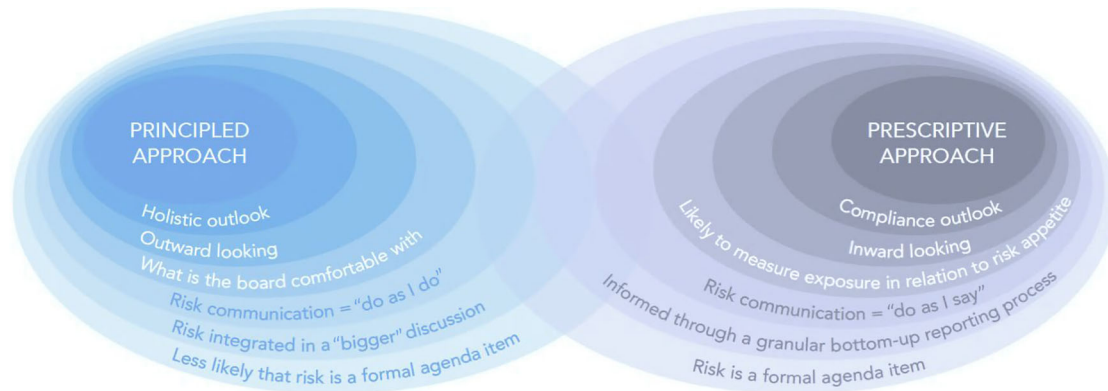 PRINCIPLED
APPROACH
Holistic outlook
Outward looking
What is the board comfortable with
Risk communication = “do as I do”
Risk integrated in a “bigger” discussion
Less likely that risk is a formal agenda item
PRESCRIPTIVE
APPROACH
Compliance outlook
Inward looking
Likely to measure exposure in relation to risk appetite
Risk communication = “do as I say”
Informed through a granular bottom-up reporting process
Risk is a formal agenda item